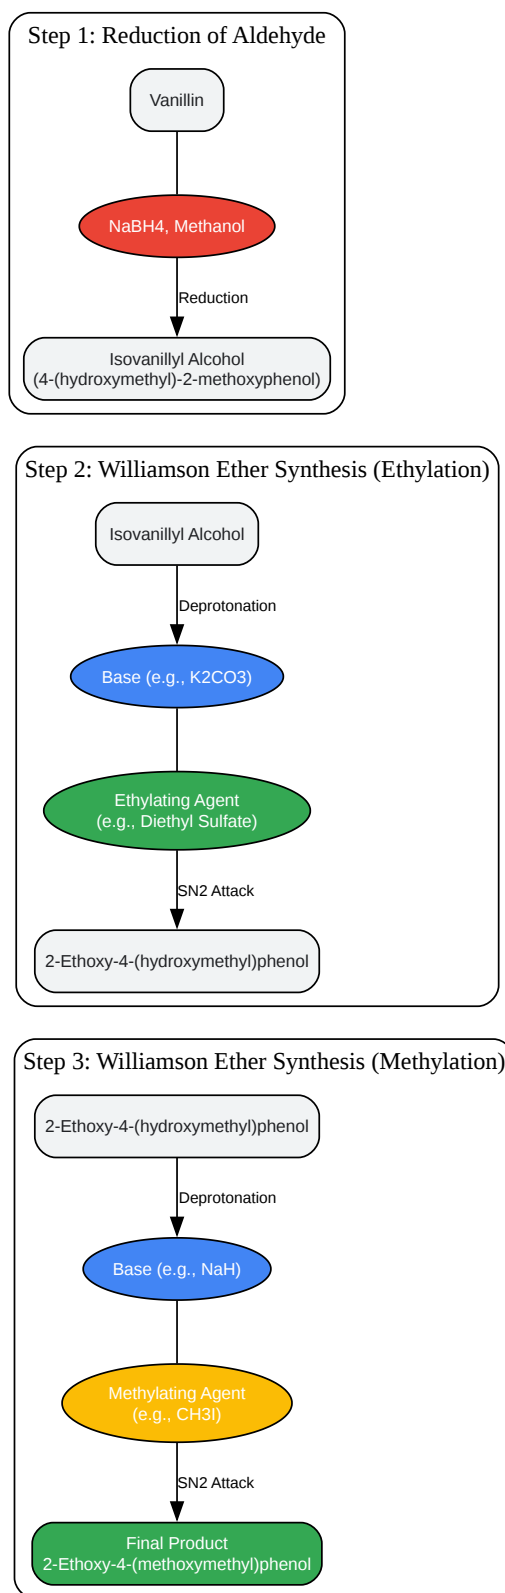 Step 1: Reduction of Aldehyde
Vanillin
NaBH4, Methanol
Reduction
Isovanillyl Alcohol
(4-(hydroxymethyl)-2-methoxyphenol)
Step 2: Williamson Ether Synthesis (Ethylation)
Isovanillyl Alcohol
Deprotonation
Base (e.g., K2CO3)
Ethylating Agent
(e.g., Diethyl Sulfate)
SN2 Attack
2-Ethoxy-4-(hydroxymethyl)phenol
Step 3: Williamson Ether Synthesis (Methylation)
2-Ethoxy-4-(hydroxymethyl)phenol
Deprotonation
Base (e.g., NaH)
Methylating Agent
(e.g., CH3I)
SN2 Attack
Final Product
2-Ethoxy-4-(methoxymethyl)phenol